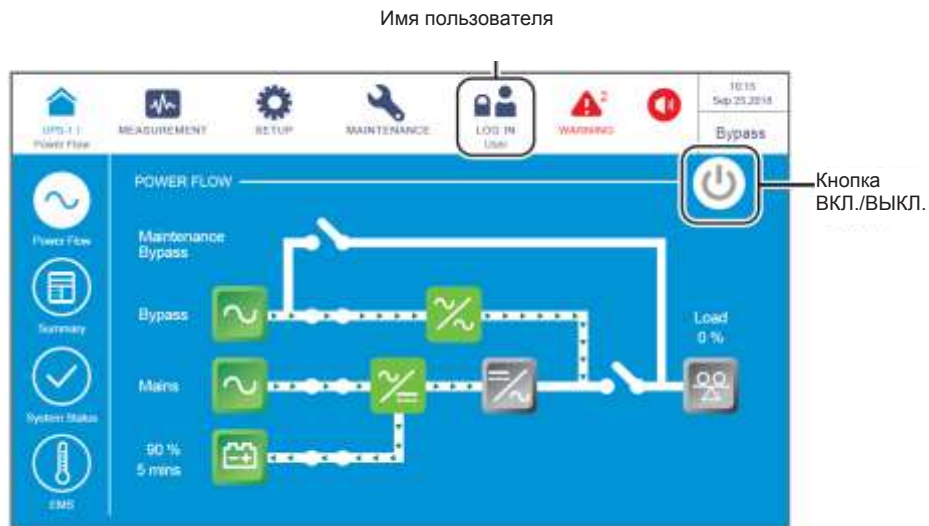 Имя пользователя
UPS-1 |
Power Flow
MEASUREMENT
SETUP
MAINTENANCE
LOG IN
User
WARNING
2
10:15
Sep 25,2018
Bypass
POWER FLOW
Кнопка
ВКЛ./ВЫКЛ.
Power Flow
Maintenance
Bypass
Summary
Bypass
Load
0 %
Mains
System Status
90 %
5 mins
EMS